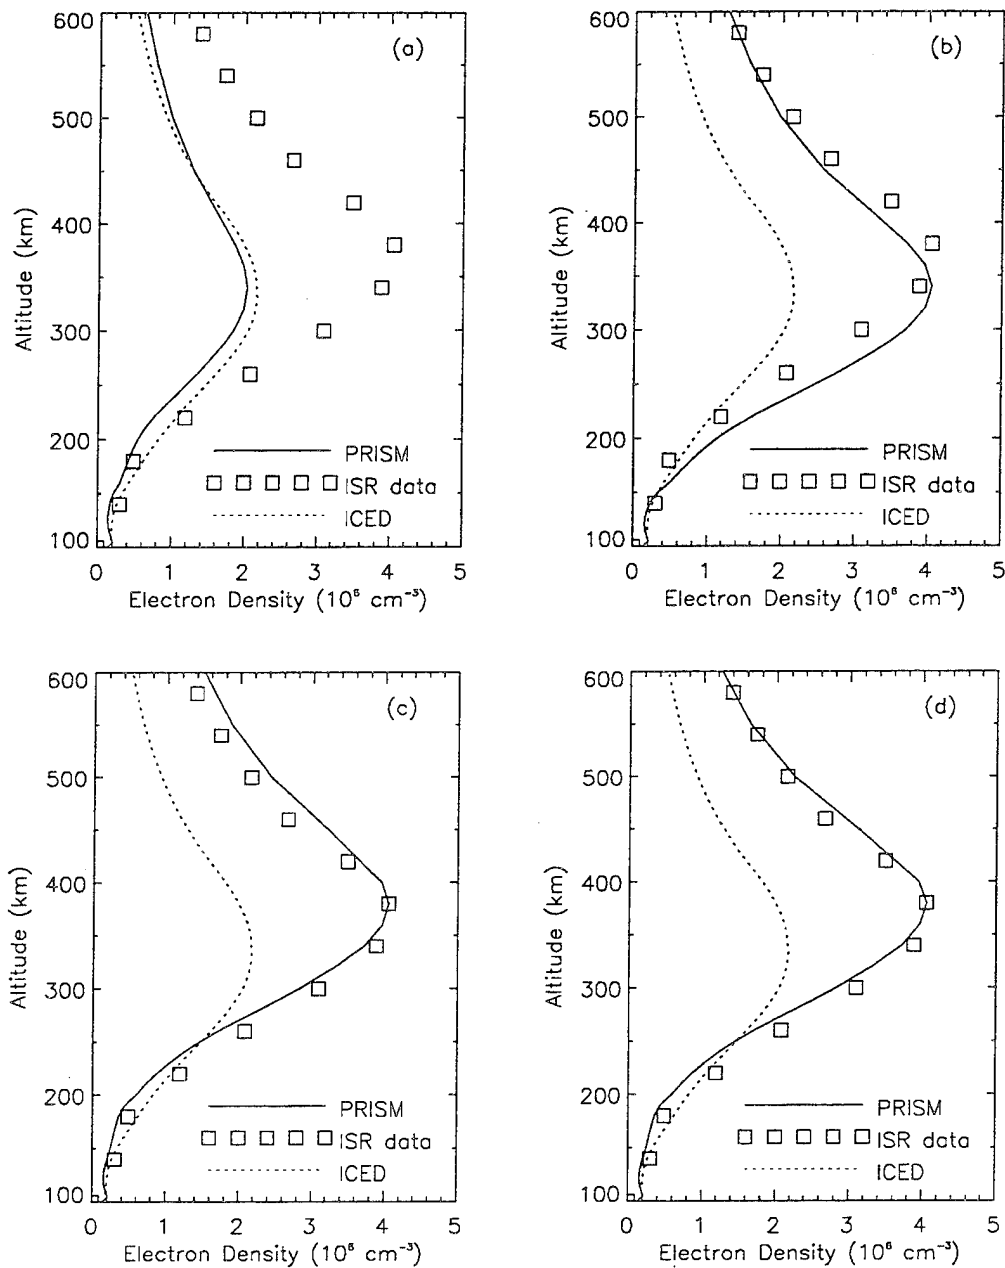 600
(a)
500
400
Altitude (km)
300
200
PRISM
ISR data
ICED
100
0 1 2 3 4 5
Electron Density (10⁶ cm⁻³)
600
(b)
500
400
Altitude (km)
300
200
PRISM
ISR data
ICED
100
0 1 2 3 4 5
Electron Density (10⁶ cm⁻³)
600
(c)
500
400
Altitude (km)
300
200
PRISM
ISR data
ICED
100
0 1 2 3 4 5
Electron Density (10⁶ cm⁻³)
600
(d)
500
400
Altitude (km)
300
200
PRISM
ISR data
ICED
100
0 1 2 3 4 5
Electron Density (10⁶ cm⁻³)